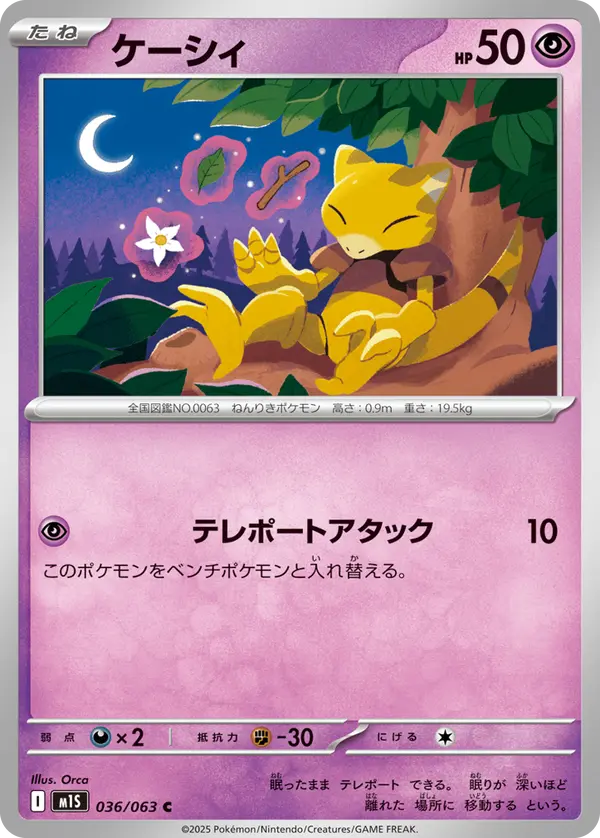 たね ケーシィ HP50
全国図鑑NO.0063 ねんりきポケモン 高さ:0.9m 重さ:19.5kg
テレポートアタック 10
このポケモンをベンチポケモンと入れ替える。
弱点 ×2 抵抗力 -30 にげる
Illus. Orca
I m1S 036/063 C
眠ったまま テレポート できる。 眠りが 深いほど
離れた 場所に 移動する という。
©2025 Pokémon/Nintendo/Creatures/GAME FREAK.